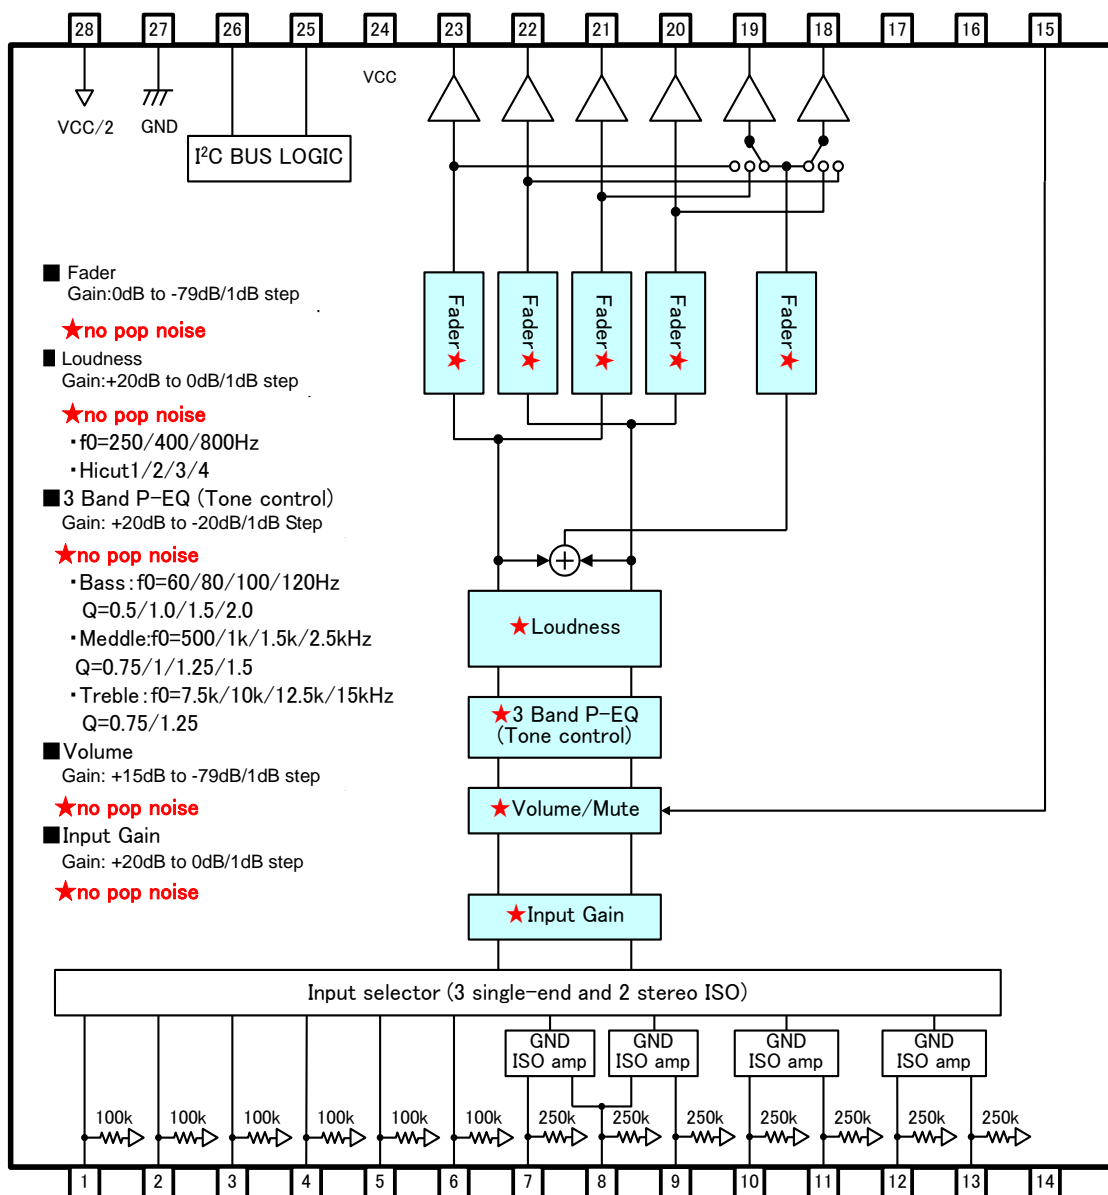 28 27 26 25 24 23 22 21 20 19 18 17 16 15
VCC
VCC/2 GND
I²C BUS LOGIC
■ Fader
Gain:0dB to -79dB/1dB step
★no pop noise
■ Loudness
Gain:+20dB to 0dB/1dB step
★no pop noise
・f0=250/400/800Hz
・Hicut1/2/3/4
■3 Band P-EQ (Tone control)
Gain: +20dB to -20dB/1dB Step
★no pop noise
・Bass:f0=60/80/100/120Hz
Q=0.5/1.0/1.5/2.0
・Meddle:f0=500/1k/1.5k/2.5kHz
Q=0.75/1/1.25/1.5
・Treble:f0=7.5k/10k/12.5k/15kHz
Q=0.75/1.25
■Volume
Gain: +15dB to -79dB/1dB step
★no pop noise
■Input Gain
Gain: +20dB to 0dB/1dB step
★no pop noise
Fader★
Fader★
Fader★
Fader★
Fader★
★Loudness
★3 Band P-EQ
(Tone control)
★Volume/Mute
★Input Gain
Input selector (3 single-end and 2 stereo ISO)
GND
ISO amp
GND
ISO amp
GND
ISO amp
GND
ISO amp
100k 100k 100k 100k 100k 100k 250k 250k 250k 250k 250k 250k 250k
1 2 3 4 5 6 7 8 9 10 11 12 13 14